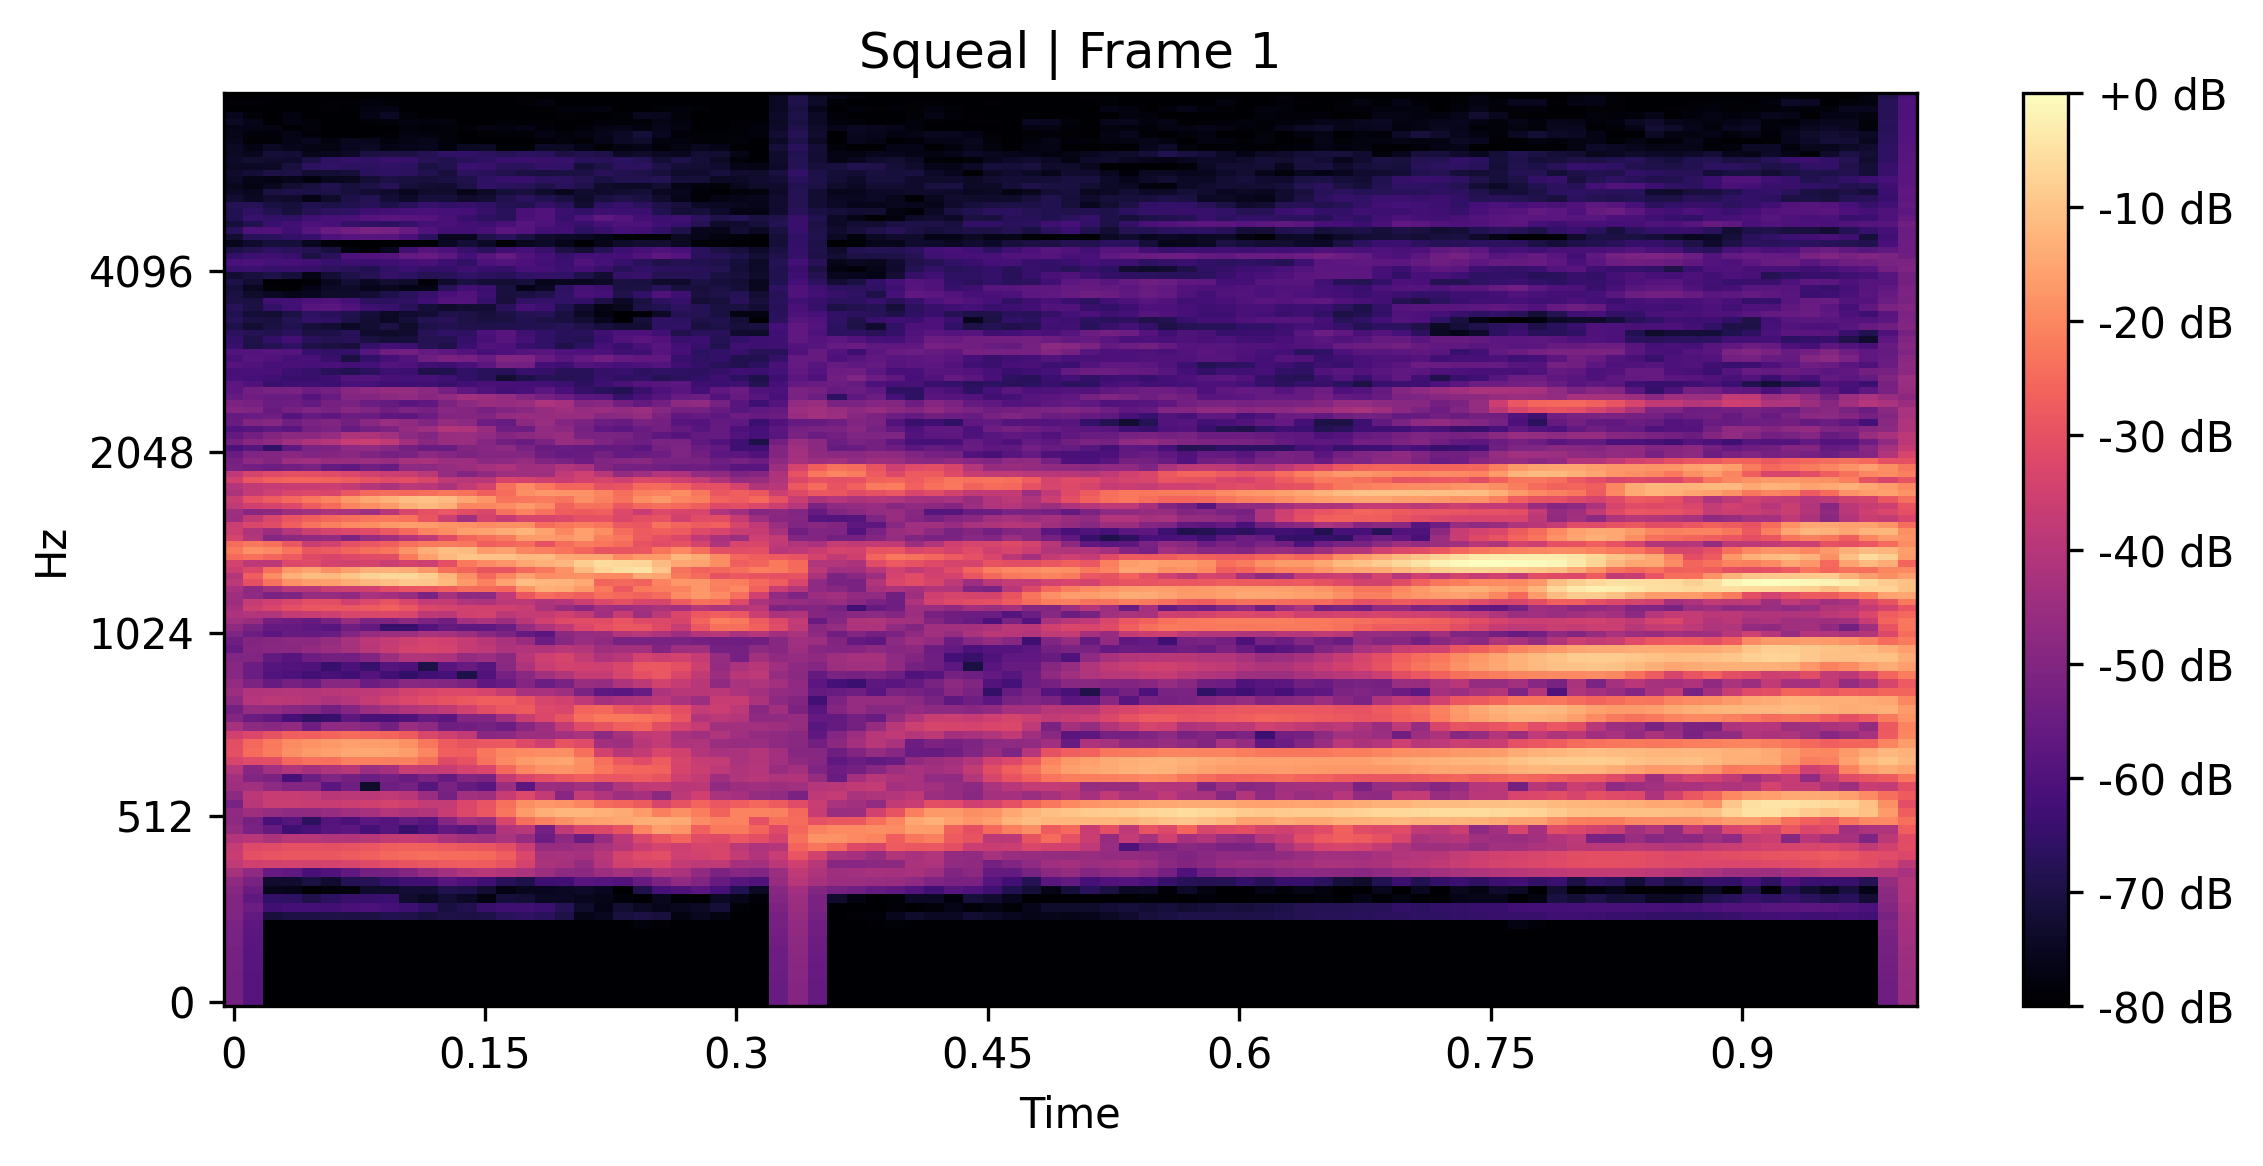 Squeal | Frame 1
Hz
4096
2048
1024
512
0
0 0.15 0.3 0.45 0.6 0.75 0.9
Time
+0 dB
-10 dB
-20 dB
-30 dB
-40 dB
-50 dB
-60 dB
-70 dB
-80 dB